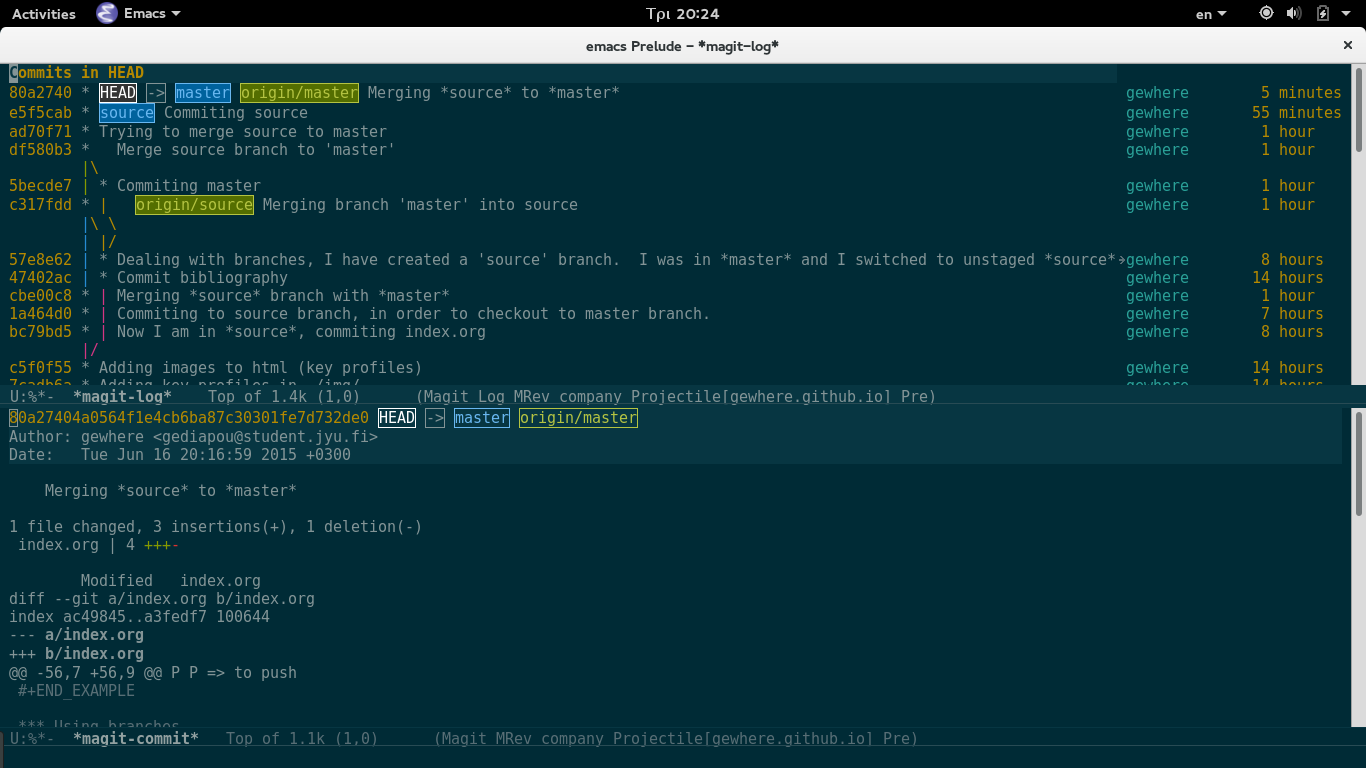 Activities Emacs Τρι 20:24 en
emacs Prelude - *magit-log* ×
Commits in HEAD
80a2740 * HEAD -> master origin/master Merging *source* to *master* gewhere 5 minutes
e5f5cab * source Commiting source gewhere 55 minutes
ad70f71 * Trying to merge source to master gewhere 1 hour
df580b3 *   Merge source branch to 'master' gewhere 1 hour
|\
5becde7 | * Commiting master gewhere 1 hour
c317fdd * |   origin/source Merging branch 'master' into source gewhere 1 hour
|\ \
| |/
57e8e62 | * Dealing with branches, I have created a 'source' branch.  I was in *master* and I switched to unstaged *source* gewhere 8 hours
47402ac | * Commit bibliography gewhere 14 hours
cbe00c8 * | Merging *source* branch with *master* gewhere 1 hour
1a464d0 * | Commiting to source branch, in order to checkout to master branch. gewhere 7 hours
bc79bd5 * | Now I am in *source*, commiting index.org gewhere 8 hours
|/
c5f0f55 * Adding images to html (key profiles) gewhere 14 hours
7cadb6a * Adding key profiles in ./img/ gewhere 14 hours
U:%*-  *magit-log*    Top of 1.4k (1,0)      (Magit Log MRev company Projectile[gewhere.github.io] Pre)
80a27404a0564f1e4cb6ba87c30301fe7d732de0 HEAD -> master origin/master
Author: gewhere <gediapou@student.jyu.fi>
Date:   Tue Jun 16 20:16:59 2015 +0300
Merging *source* to *master*
1 file changed, 3 insertions(+), 1 deletion(-)
index.org | 4 +++-
Modified   index.org
diff --git a/index.org b/index.org
index ac49845..a3fedf7 100644
--- a/index.org
+++ b/index.org
@@ -56,7 +56,9 @@ P P => to push
#+END_EXAMPLE
*** Using branches
U:%*-  *magit-commit*   Top of 1.1k (1,0)      (Magit MRev company Projectile[gewhere.github.io] Pre)